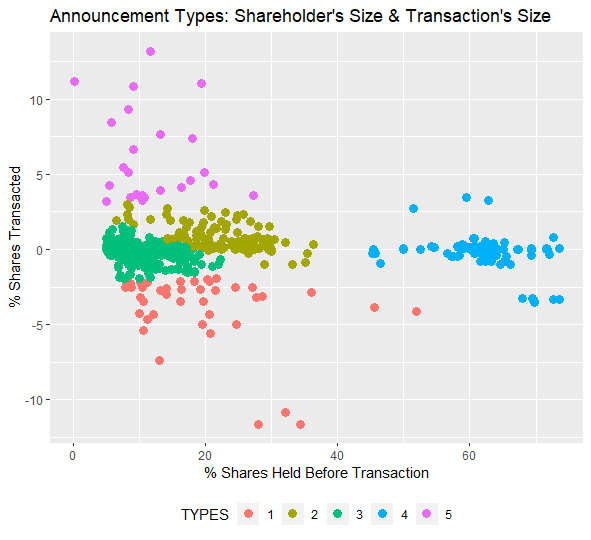 Announcement Types: Shareholder's Size & Transaction's Size
% Shares Transacted
10
5
0
-5
-10
0 20 40 60
% Shares Held Before Transaction
TYPES 1 2 3 4 5